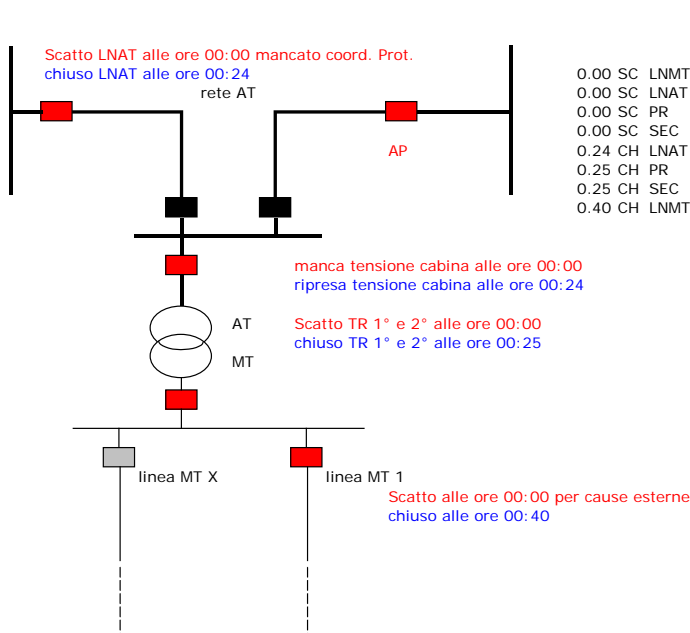 Scatto LNAT alle ore 00:00 mancato coord. Prot.
chiuso LNAT alle ore 00:24
rete AT
AP
0.00 SC LNMT
0.00 SC LNAT
0.00 SC PR
0.00 SC SEC
0.24 CH LNAT
0.25 CH PR
0.25 CH SEC
0.40 CH LNMT
manca tensione cabina alle ore 00:00
ripresa tensione cabina alle ore 00:24
AT
MT
Scatto TR 1° e 2° alle ore 00:00
chiuso TR 1° e 2° alle ore 00:25
linea MT X
linea MT 1
Scatto alle ore 00:00 per cause esterne
chiuso alle ore 00:40